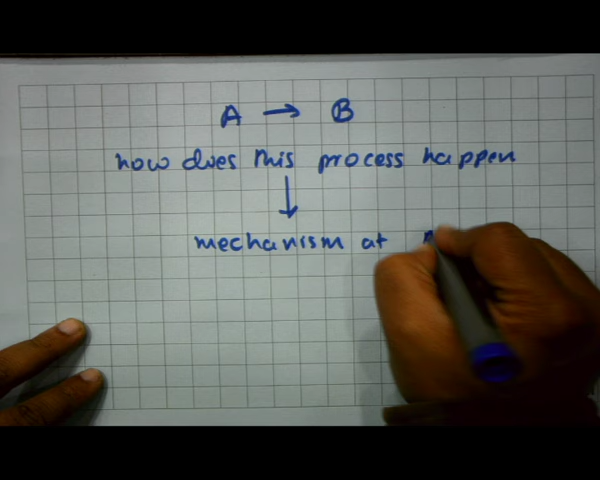 A → B
how does this process happen
↓
mechanism at